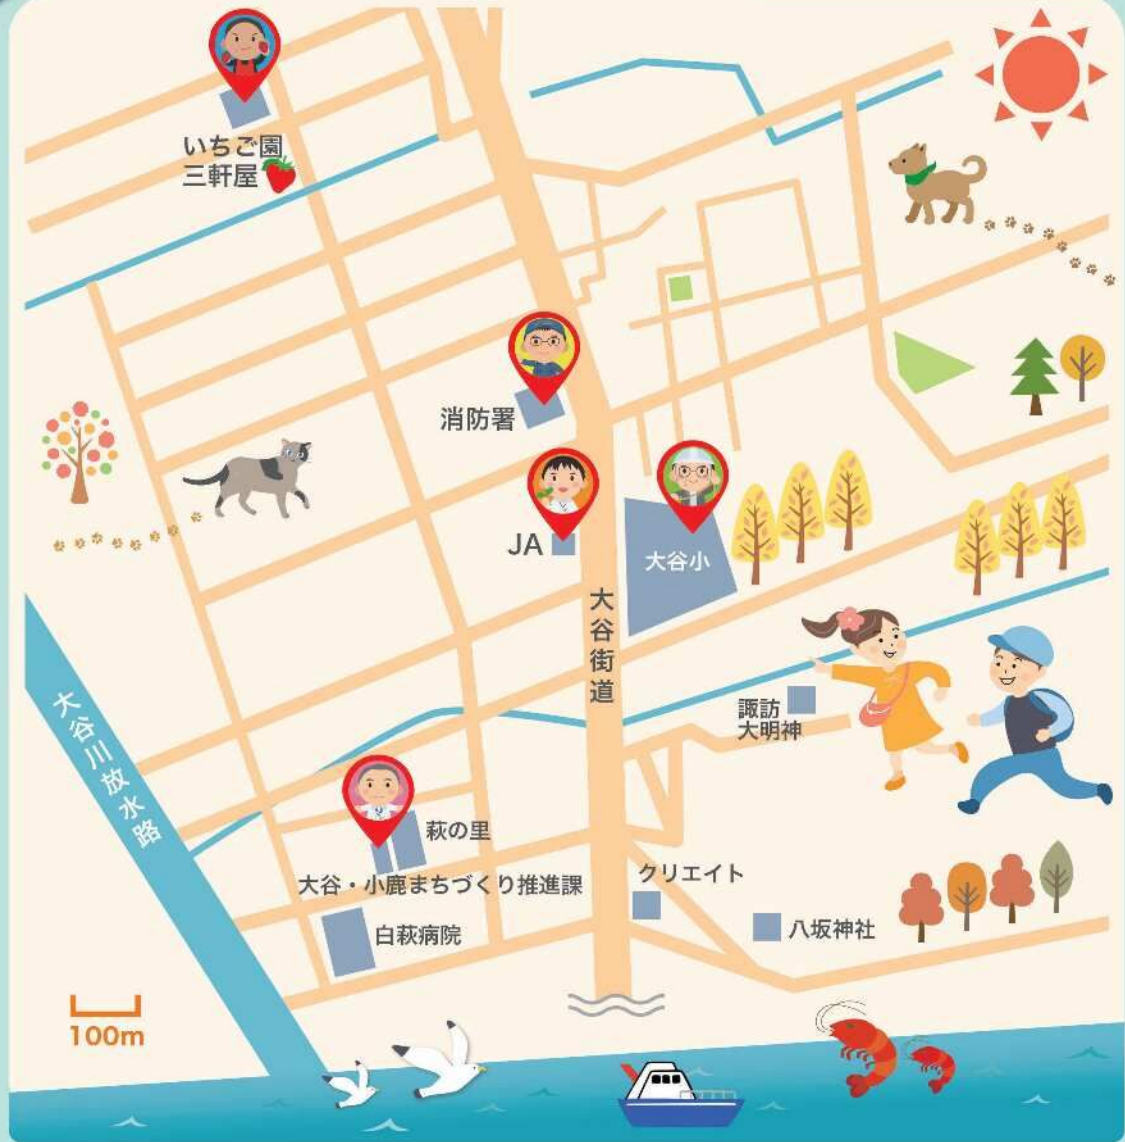 いちご園
三軒屋
消防署
JA
大谷小
大谷街道
諏訪
大明神
大谷川放水路
萩の里
大谷・小鹿まちづくり推進課
クリエイト
白萩病院
八坂神社
100m